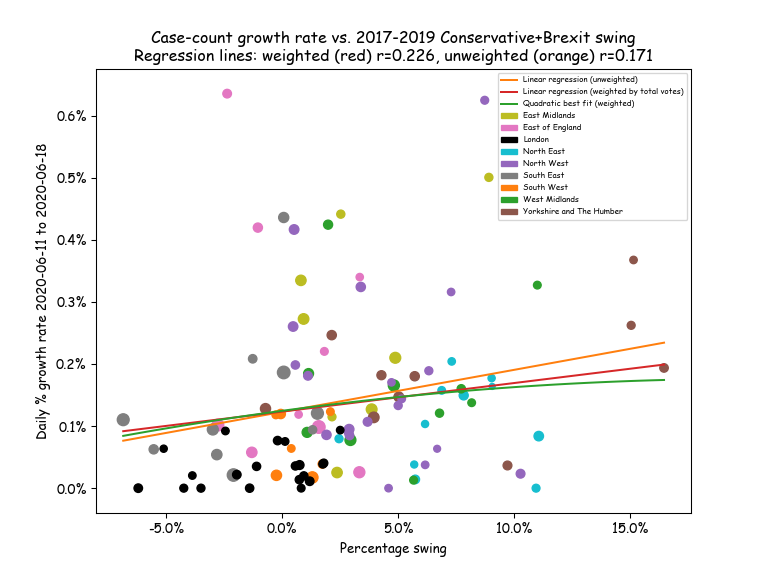 Case-count growth rate vs. 2017-2019 Conservative+Brexit swing
Regression lines: weighted (red) r=0.226, unweighted (orange) r=0.171
Linear regression (unweighted)
Linear regression (weighted by total votes)
Quadratic best fit (weighted)
East Midlands
East of England
London
North East
North West
South East
South West
West Midlands
Yorkshire and The Humber
Daily % growth rate 2020-06-11 to 2020-06-18
0.6%
0.5%
0.4%
0.3%
0.2%
0.1%
0.0%
-5.0% 0.0% 5.0% 10.0% 15.0%
Percentage swing